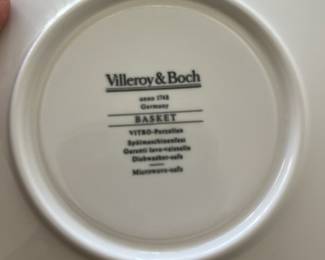 Villeroy & Boch
anno 1748
Germany
BASKET
VITRO-Porzellan
Spülmaschinenfest
Garanti lave-vaisselle
Dishwasher-safe
Microwave-safe